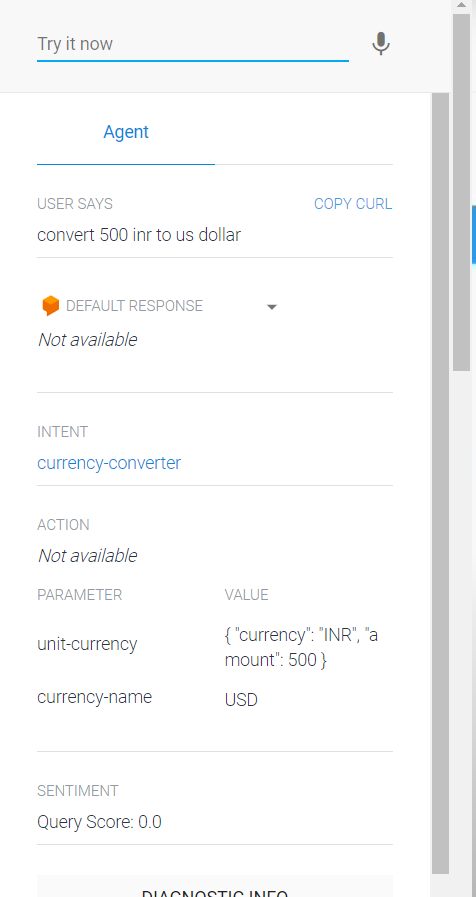 Try it now
Agent
USER SAYS COPY CURL
convert 500 inr to us dollar
DEFAULT RESPONSE
Not available
INTENT
currency-converter
ACTION
Not available
PARAMETER VALUE
unit-currency { "currency": "INR", "a
mount": 500 }
currency-name USD
SENTIMENT
Query Score: 0.0
DIAGNOSTIC INFO